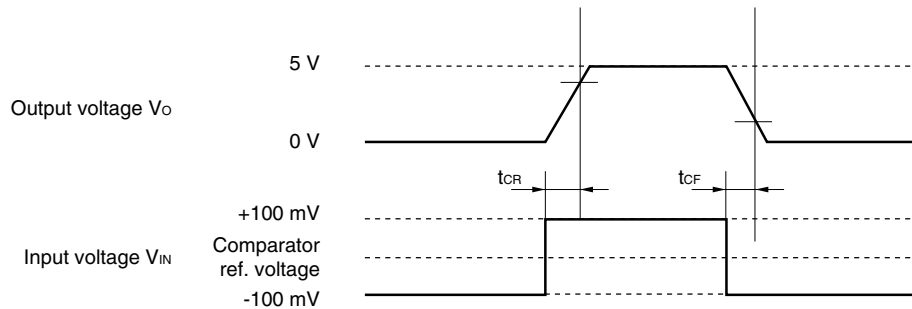 5 V
Output voltage VO
0 V
tCR
tCF
+100 mV
Input voltage VIN
Comparator
ref. voltage
-100 mV